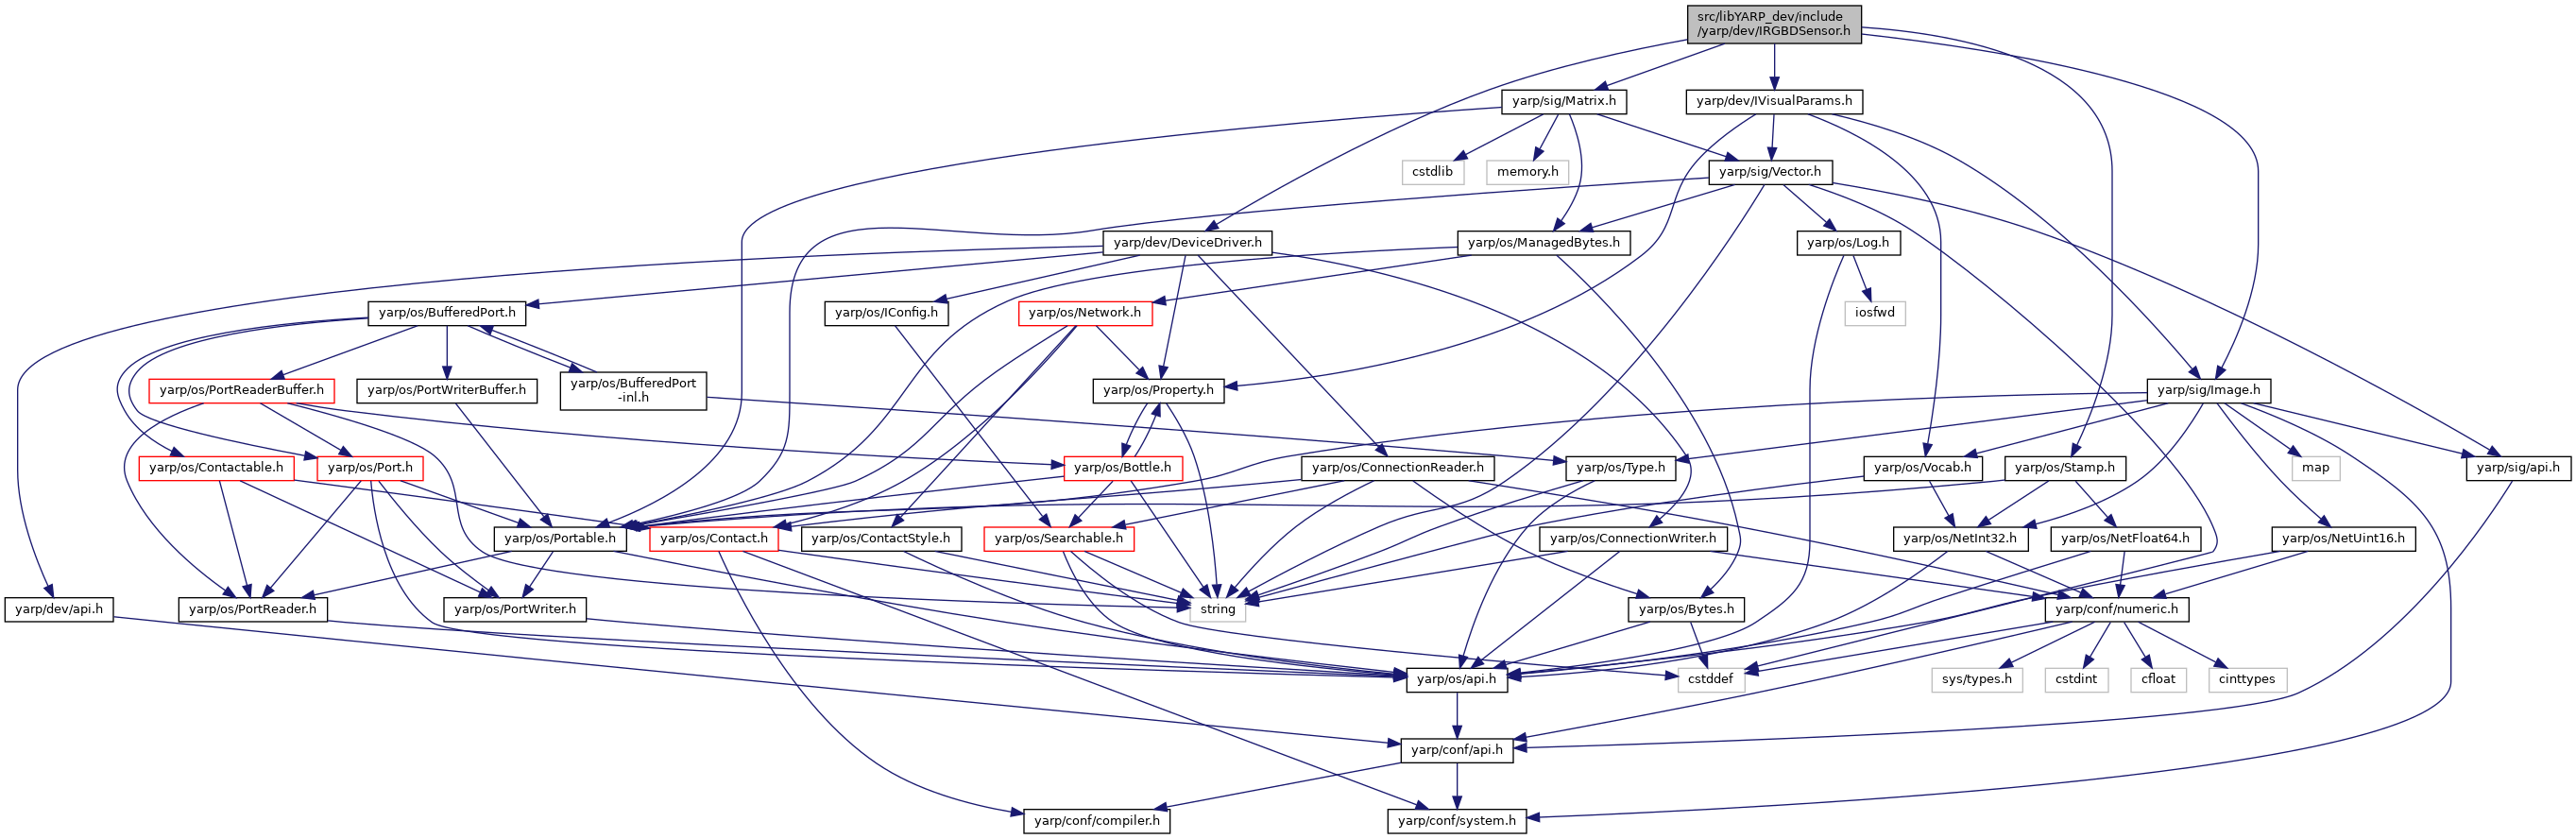 src/libYARP_dev/include
/yarp/dev/IRGBDSensor.h
yarp/sig/Matrix.h
yarp/dev/IVisualParams.h
cstdlib
memory.h
yarp/sig/Vector.h
yarp/dev/DeviceDriver.h
yarp/os/ManagedBytes.h
yarp/os/Log.h
yarp/os/BufferedPort.h
yarp/os/IConfig.h
yarp/os/Network.h
iosfwd
yarp/os/PortReaderBuffer.h
yarp/os/PortWriterBuffer.h
yarp/os/BufferedPort
-inl.h
yarp/os/Property.h
yarp/sig/Image.h
yarp/os/Contactable.h
yarp/os/Port.h
yarp/os/Bottle.h
yarp/os/ConnectionReader.h
yarp/os/Type.h
yarp/os/Vocab.h
yarp/os/Stamp.h
map
yarp/sig/api.h
yarp/os/Portable.h
yarp/os/Contact.h
yarp/os/ContactStyle.h
yarp/os/Searchable.h
yarp/os/ConnectionWriter.h
yarp/os/NetInt32.h
yarp/os/NetFloat64.h
yarp/os/NetUint16.h
yarp/dev/api.h
yarp/os/PortReader.h
yarp/os/PortWriter.h
string
yarp/os/Bytes.h
yarp/conf/numeric.h
yarp/os/api.h
cstddef
sys/types.h
cstdint
cfloat
cinttypes
yarp/conf/api.h
yarp/conf/compiler.h
yarp/conf/system.h